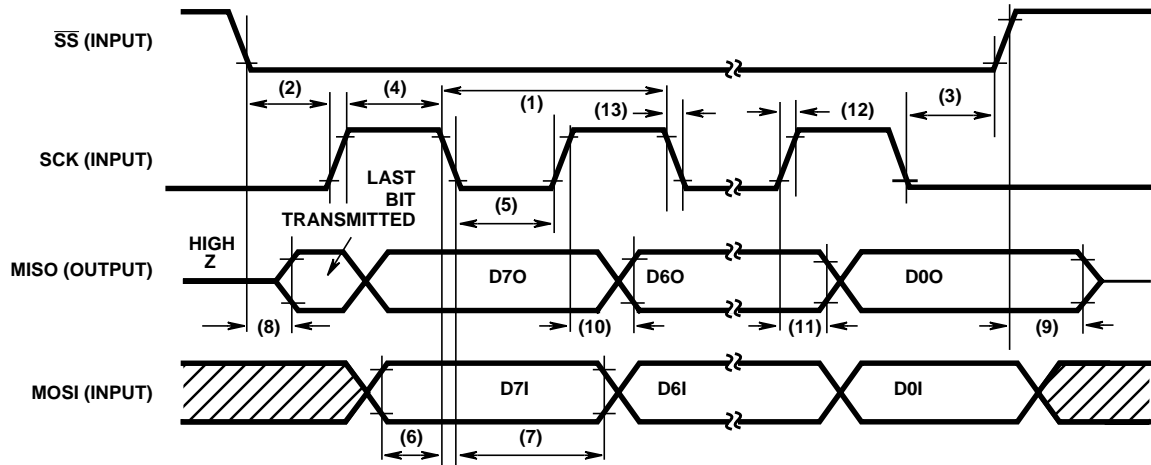 SS (INPUT)
(2)
(4)
(1)
(13)
(12)
(3)
SCK (INPUT)
LAST
BIT
TRANSMITTED
(5)
HIGH
Z
MISO (OUTPUT)
D7O
D6O
D0O
(8)
(10)
(11)
(9)
MOSI (INPUT)
D7I
D6I
D0I
(6)
(7)